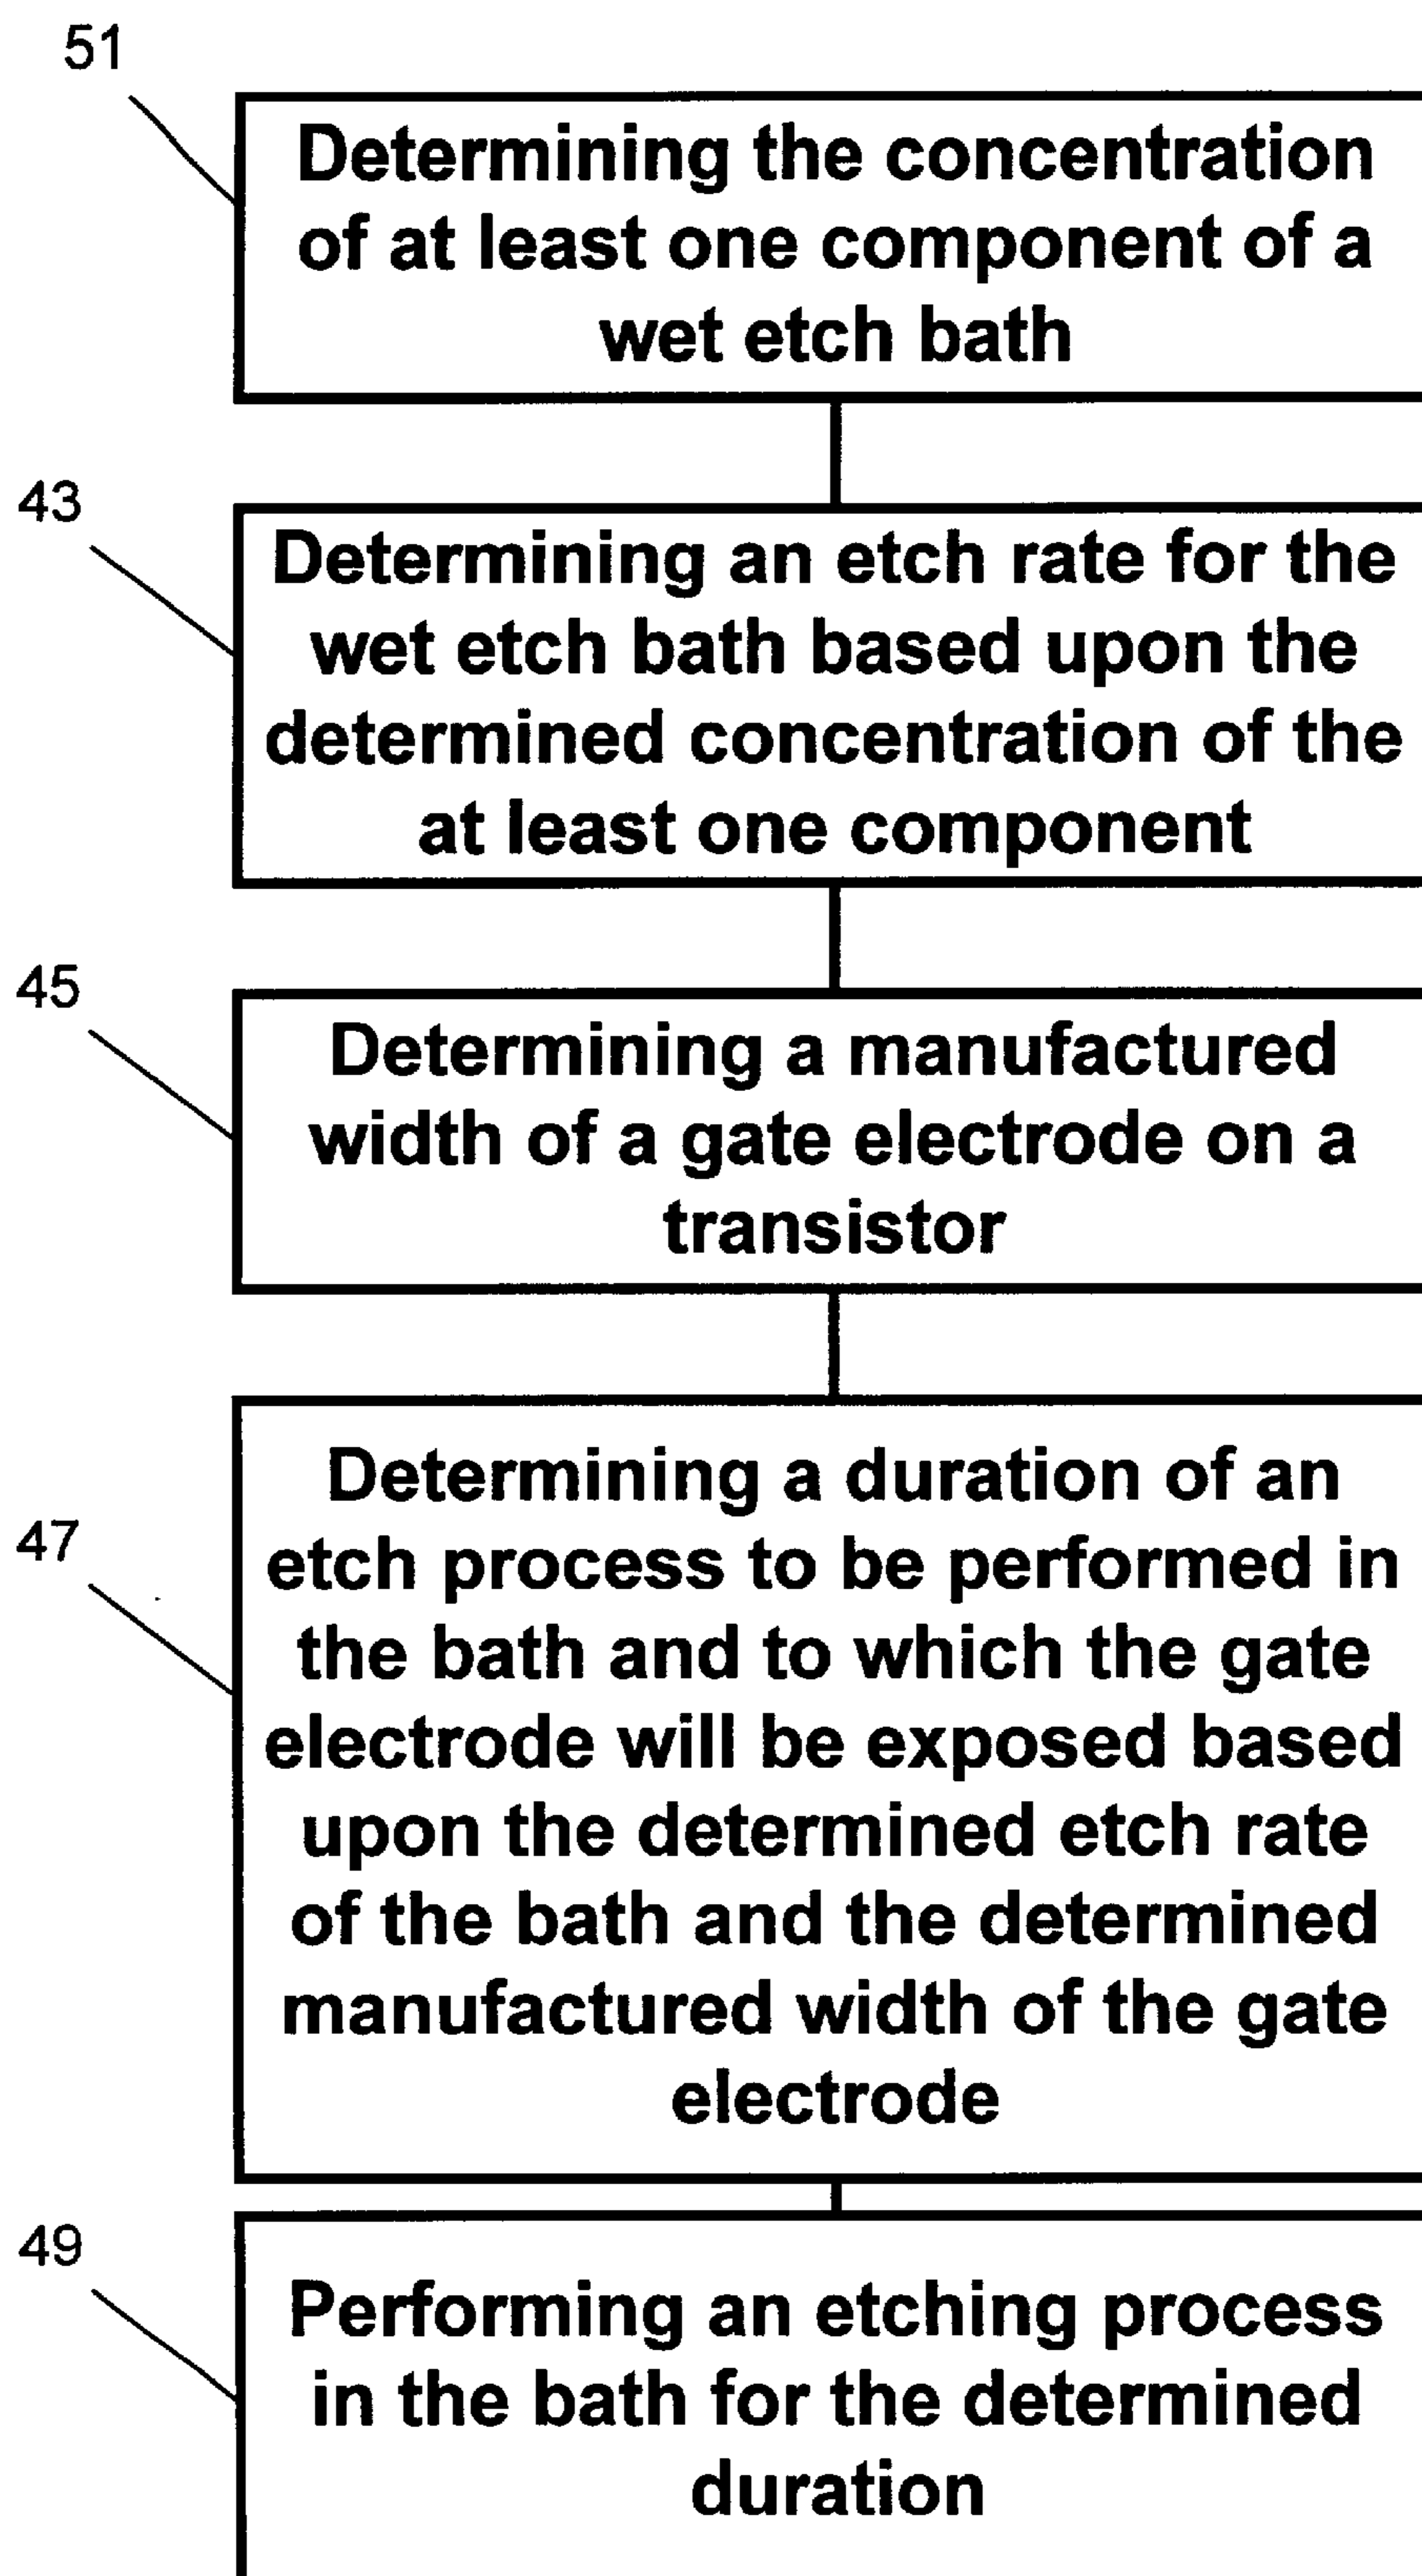 51
Determining the concentration
of at least one component of a
wet etch bath
43
Determining an etch rate for the
wet etch bath based upon the
determined concentration of the
at least one component
45
Determining a manufactured
width of a gate electrode on a
transistor
47
Determining a duration of an
etch process to be performed in
the bath and to which the gate
electrode will be exposed based
upon the determined etch rate
of the bath and the determined
manufactured width of the gate
electrode
49
Performing an etching process
in the bath for the determined
duration